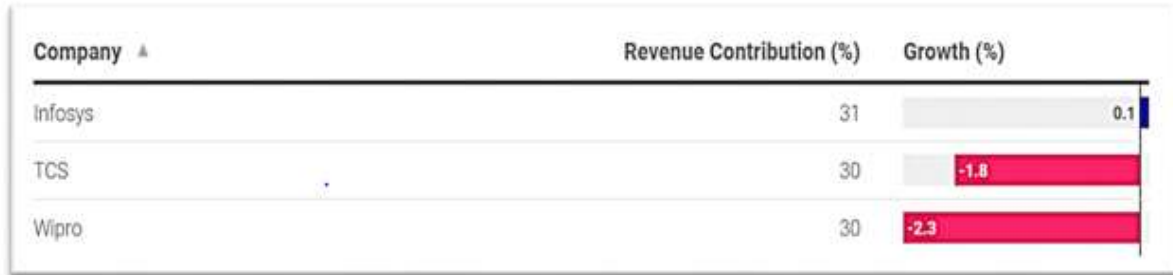 Company ▲ Revenue Contribution (%) Growth (%)
Infosys 31 0.1
TCS 30 -1.8
Wipro 30 -2.3